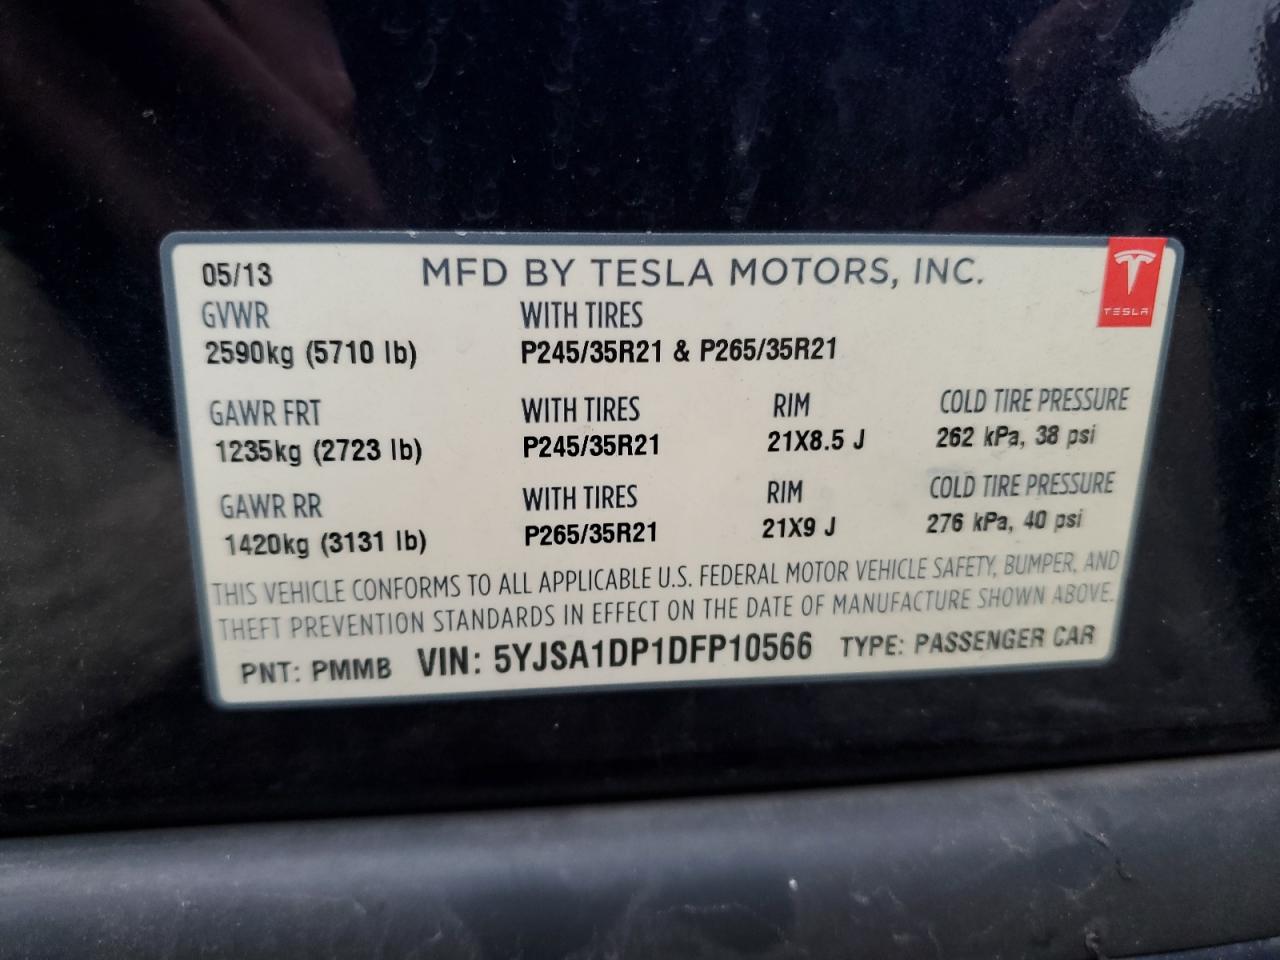 05/13 MFD BY TESLA MOTORS, INC.
TESLA
GVWR WITH TIRES
2590kg (5710 lb) P245/35R21 & P265/35R21
GAWR FRT WITH TIRES RIM COLD TIRE PRESSURE
1235kg (2723 lb) P245/35R21 21X8.5 J 262 kPa, 38 psi
GAWR RR WITH TIRES RIM COLD TIRE PRESSURE
1420kg (3131 lb) P265/35R21 21X9 J 276 kPa, 40 psi
THIS VEHICLE CONFORMS TO ALL APPLICABLE U.S. FEDERAL MOTOR VEHICLE SAFETY, BUMPER, AND
THEFT PREVENTION STANDARDS IN EFFECT ON THE DATE OF MANUFACTURE SHOWN ABOVE.
PNT: PMMB VIN: 5YJSA1DP1DFP10566 TYPE: PASSENGER CAR